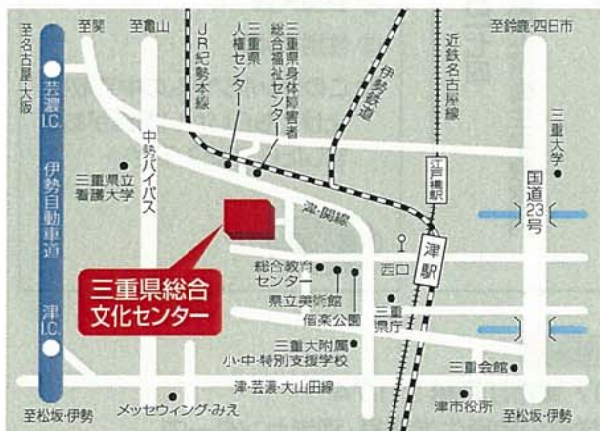 至名古屋・大阪
至関
至亀山
JR紀勢本線
三重県
人権センター
三重県身体障害者
総合福祉センター
伊勢鉄道
近鉄名古屋線
至鈴鹿・四日市
芸濃
I.C.
伊勢自動車道
三重県立
看護大学
中勢バイパス
江戸橋駅
三重大学
国道23号
津・関線
津駅
西口
三重県総合
文化センター
総合教育
センター
県立美術館
偕楽公園
三重
県庁
津
I.C.
三重大附属
小・中・特別支援学校
三重会館
津・芸濃・大山田線
メッセウィング・みえ
津市役所
至松坂・伊勢
至松坂・伊勢